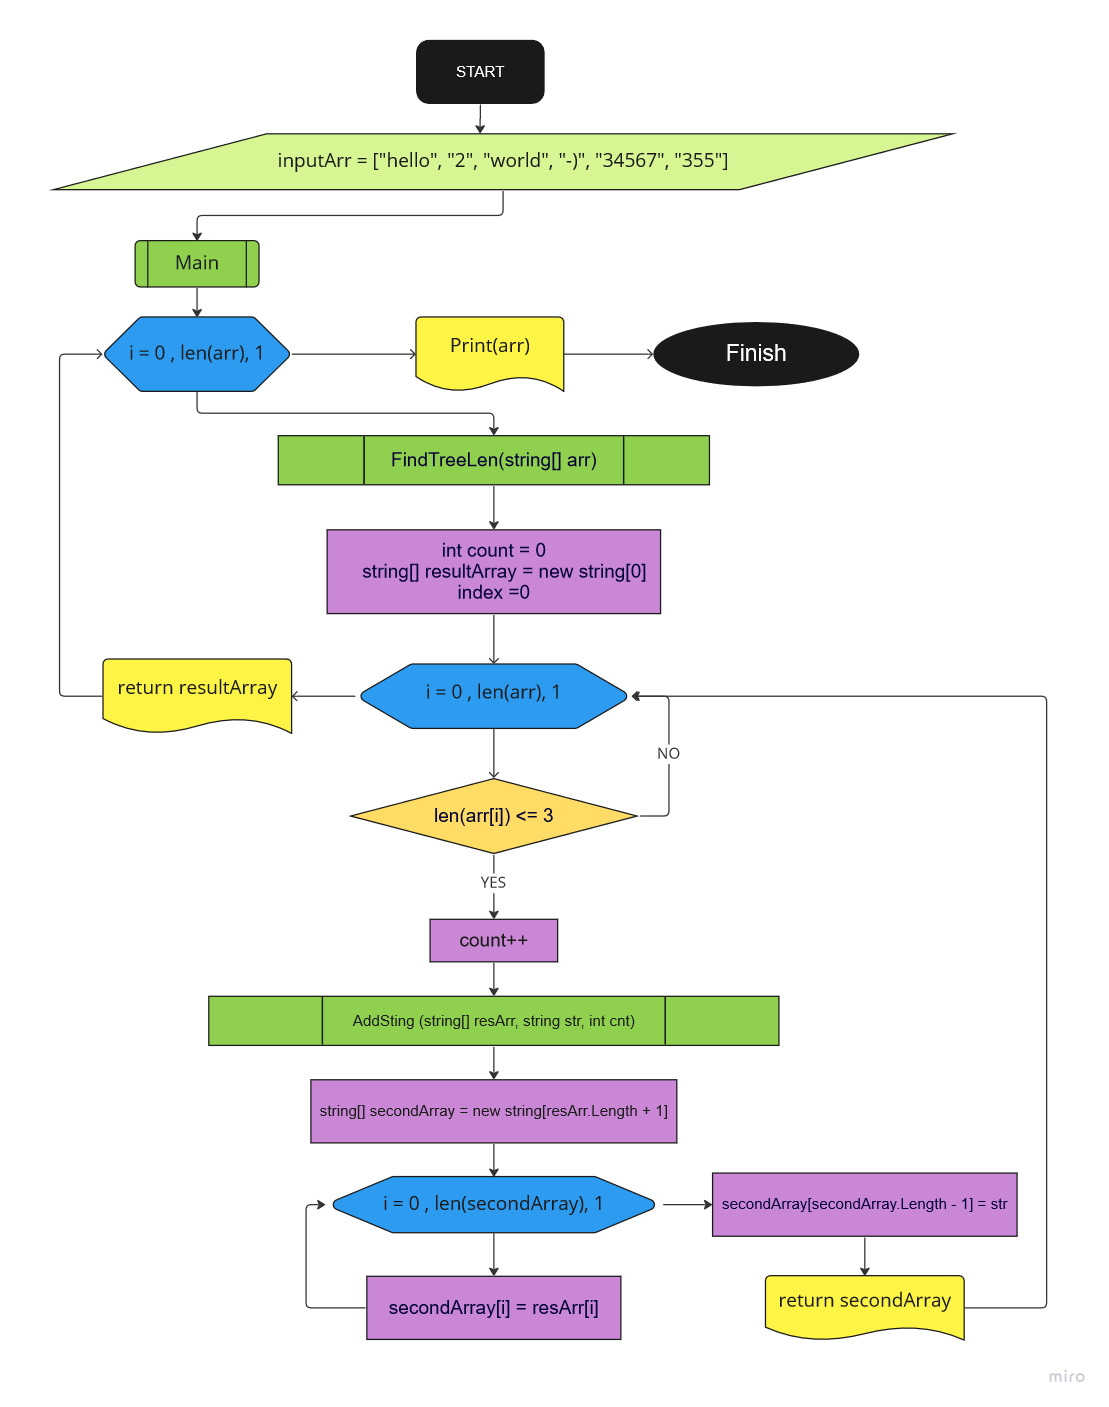 START
inputArr = ["hello", "2", "world", "-)", "34567", "355"]
Main
i = 0 , len(arr), 1
Print(arr)
Finish
FindTreeLen(string[] arr)
int count = 0
string[] resultArray = new string[0]
index =0
return resultArray
i = 0 , len(arr), 1
NO
len(arr[i]) <= 3
YES
count++
AddSting (string[] resArr, string str, int cnt)
string[] secondArray = new string[resArr.Length + 1]
i = 0 , len(secondArray), 1
secondArray[secondArray.Length - 1] = str
secondArray[i] = resArr[i]
return secondArray
miro